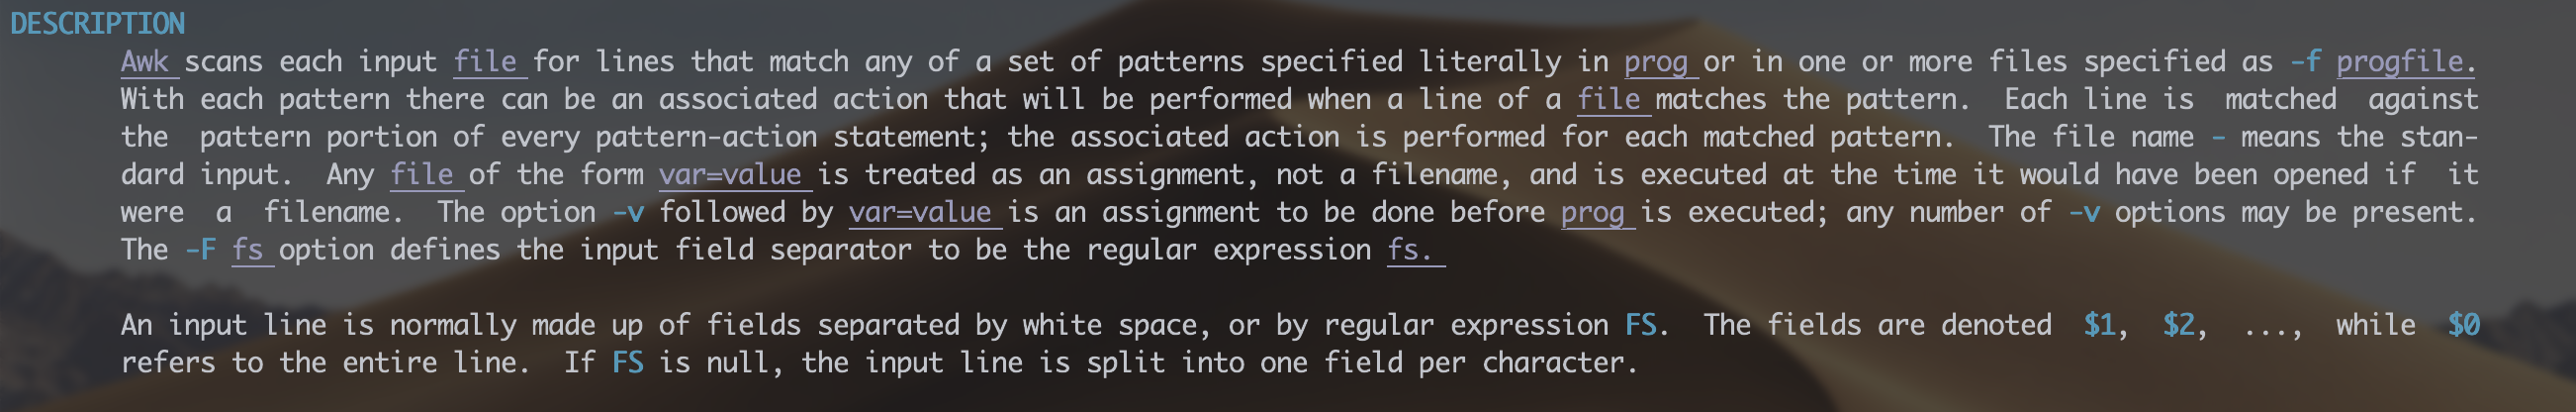 DESCRIPTION
Awk scans each input file for lines that match any of a set of patterns specified literally in prog or in one or more files specified as -f progfile.
With each pattern there can be an associated action that will be performed when a line of a file matches the pattern.  Each line is  matched  against
the  pattern portion of every pattern-action statement; the associated action is performed for each matched pattern.  The file name - means the stan-
dard input.  Any file of the form var=value is treated as an assignment, not a filename, and is executed at the time it would have been opened if  it
were  a  filename.  The option -v followed by var=value is an assignment to be done before prog is executed; any number of -v options may be present.
The -F fs option defines the input field separator to be the regular expression fs.
An input line is normally made up of fields separated by white space, or by regular expression FS.  The fields are denoted  $1,  $2,  ...,  while  $0
refers to the entire line.  If FS is null, the input line is split into one field per character.